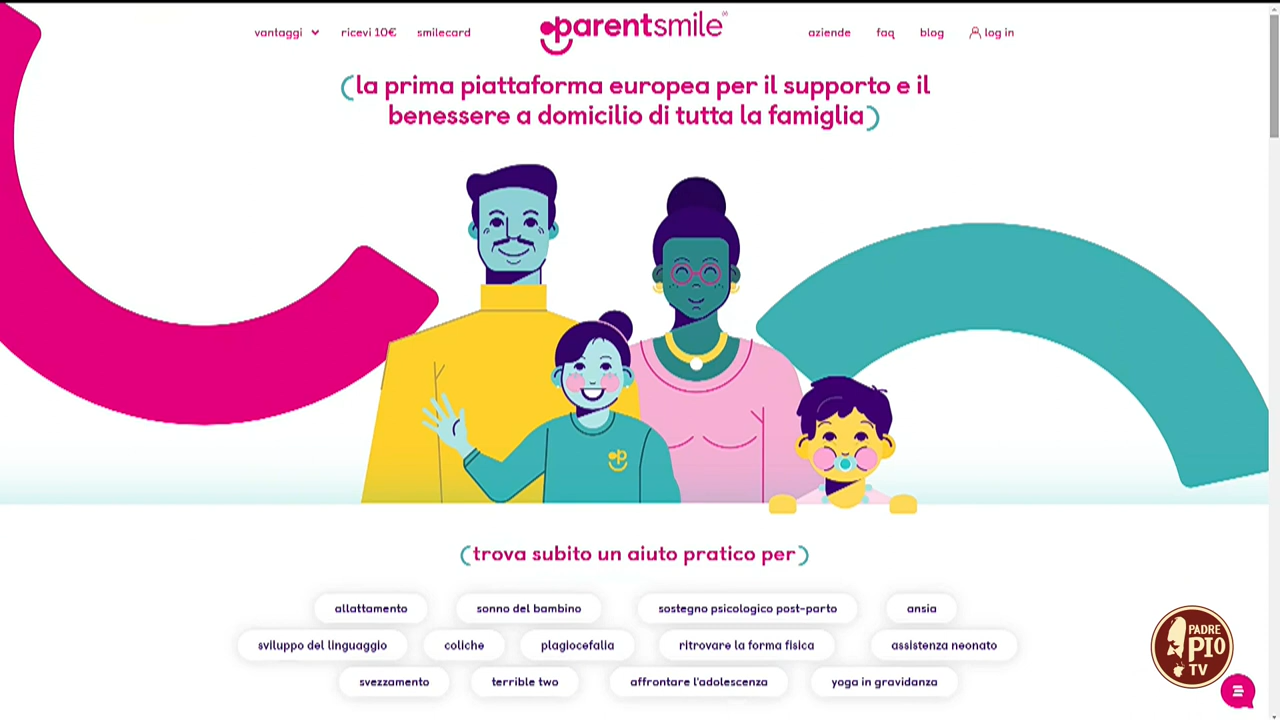 vantaggi ricevi 10€ smilecard parentsmile® aziende faq blog log in
(la prima piattaforma europea per il supporto e il
benessere a domicilio di tutta la famiglia)
p
(trova subito un aiuto pratico per)
allattamento sonno del bambino sostegno psicologico post-parto ansia
sviluppo del linguaggio coliche plagiocefalia ritrovare la forma fisica assistenza neonato
svezzamento terrible two affrontare l'adolescenza yoga in gravidanza
PADRE
PIO
TV